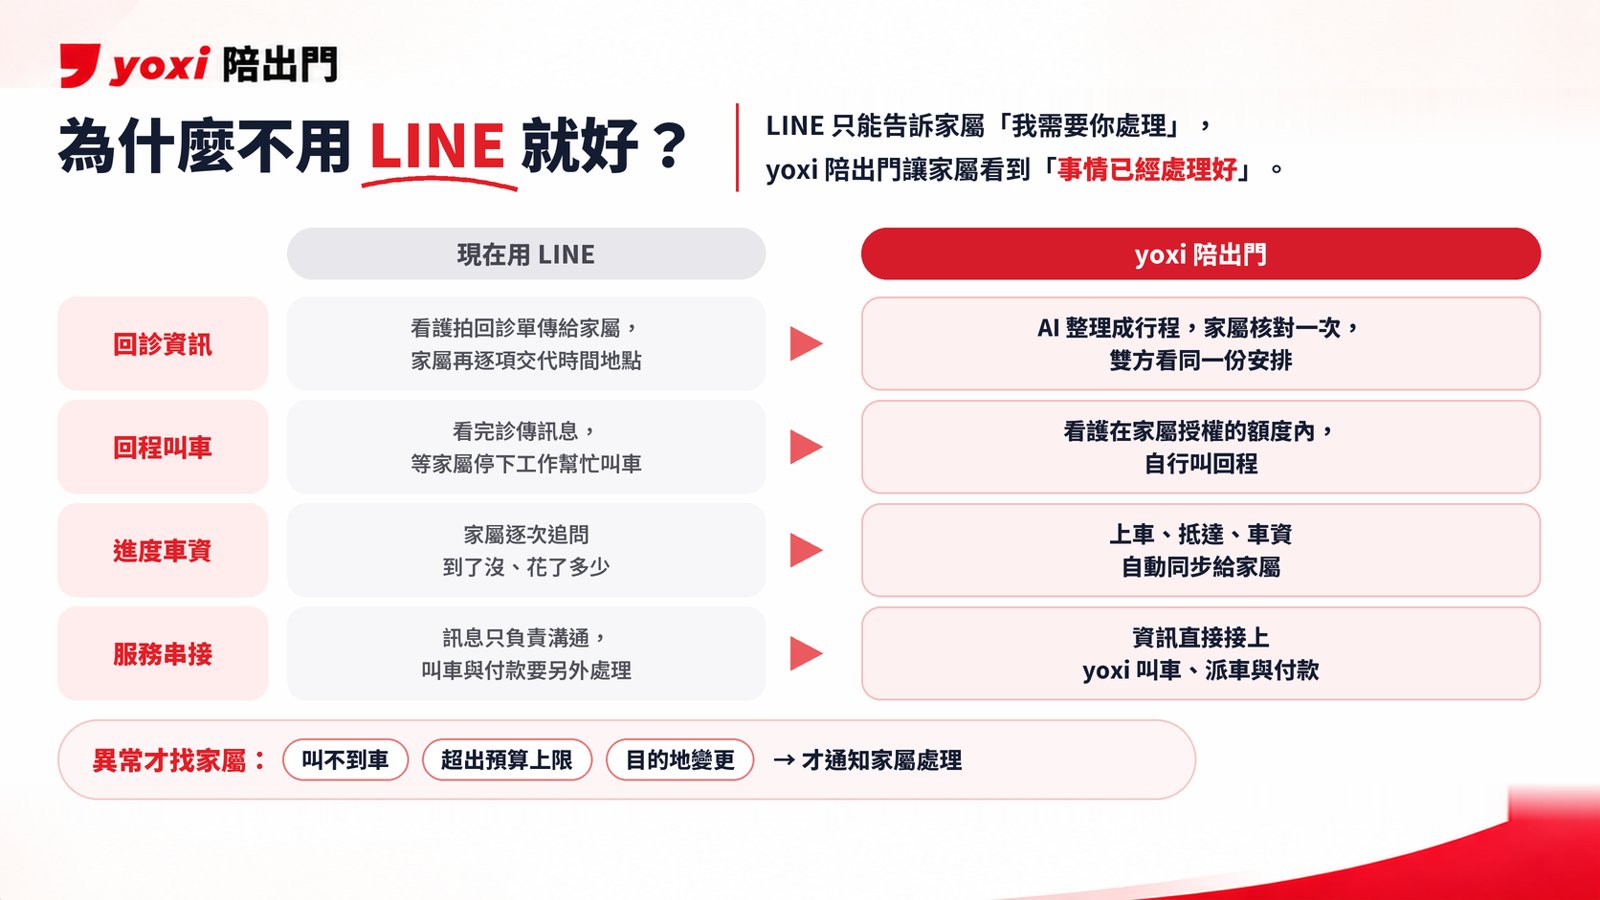 yoxi 陪出門
為什麼不用 LINE 就好？
LINE 只能告訴家屬「我需要你處理」，
yoxi 陪出門讓家屬看到「事情已經處理好」。
現在用 LINE
yoxi 陪出門
回診資訊
看護拍回診單傳給家屬，
家屬再逐項交代時間地點
AI 整理成行程，家屬核對一次，
雙方看同一份安排
回程叫車
看完診傳訊息，
等家屬停下工作幫忙叫車
看護在家屬授權的額度內，
自行叫回程
進度車資
家屬逐次追問
到了沒、花了多少
上車、抵達、車資
自動同步給家屬
服務串接
訊息只負責溝通，
叫車與付款要另外處理
資訊直接接上
yoxi 叫車、派車與付款
異常才找家屬： 叫不到車 超出預算上限 目的地變更 → 才通知家屬處理